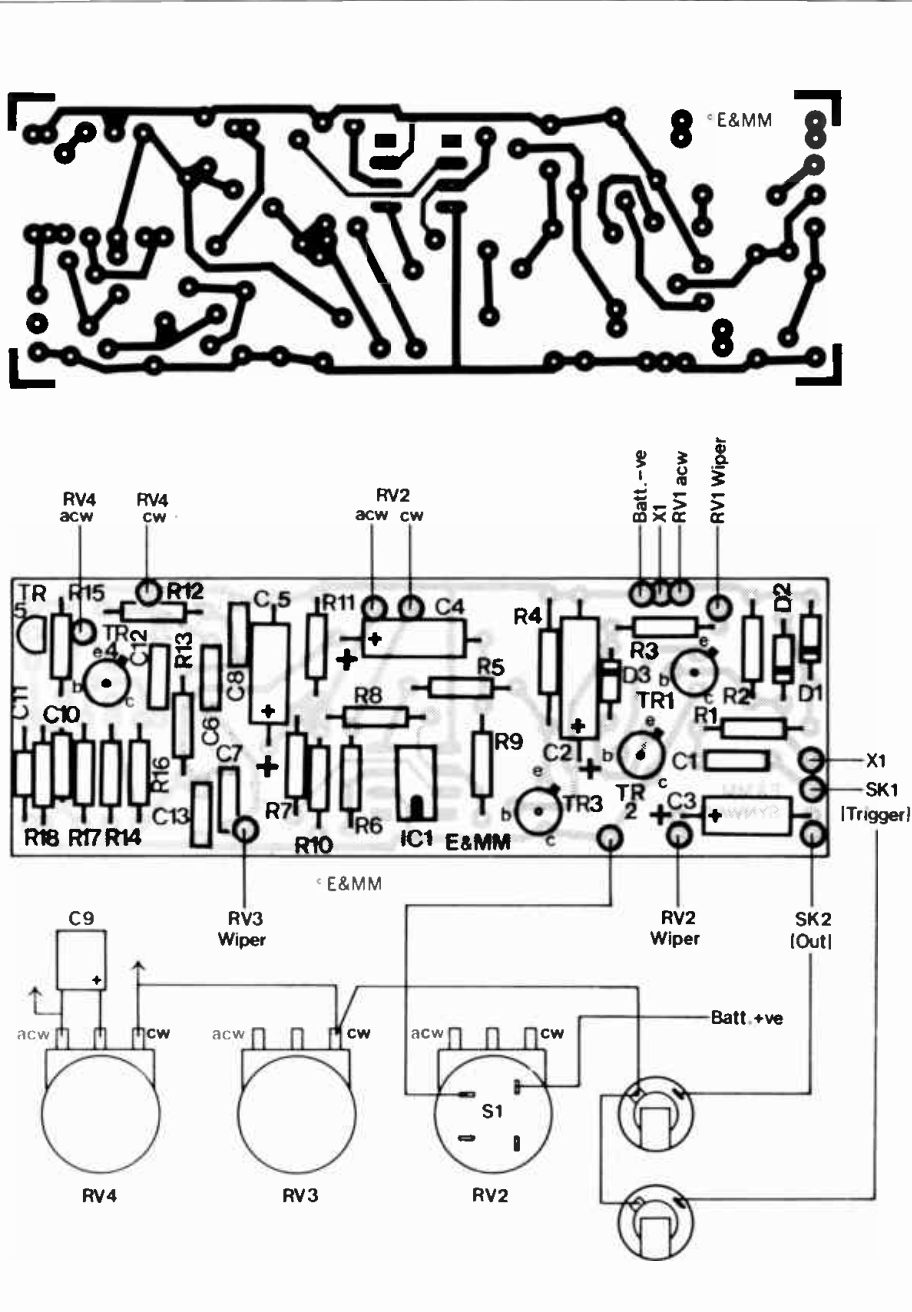 ©E&MM
RV4
acw
RV4
cw
RV2
acw
cw
Batt.-ve
X1
RV1 acw
RV1 Wiper
TR
5
R15
R12
TR
4
e
b
c
C12
R13
C6
C8
C5
+
R11
+
+
C4
R5
R8
R4
C2
+
+
D3
R3
TR1
e
b
c
R2
D2
D1
R1
C1
X1
SK1
(Trigger)
C11
C10
R18
R17
R14
R16
C13
C7
+
R7
R10
R6
IC1
R9
E&MM
e
b
c
TR3
e
b
c
TR
2
+
C3
+
©E&MM
RV3
Wiper
RV2
Wiper
SK2
(Out)
C9
+
acw
cw
acw
cw
acw
cw
Batt.+ve
S1
RV4
RV3
RV2